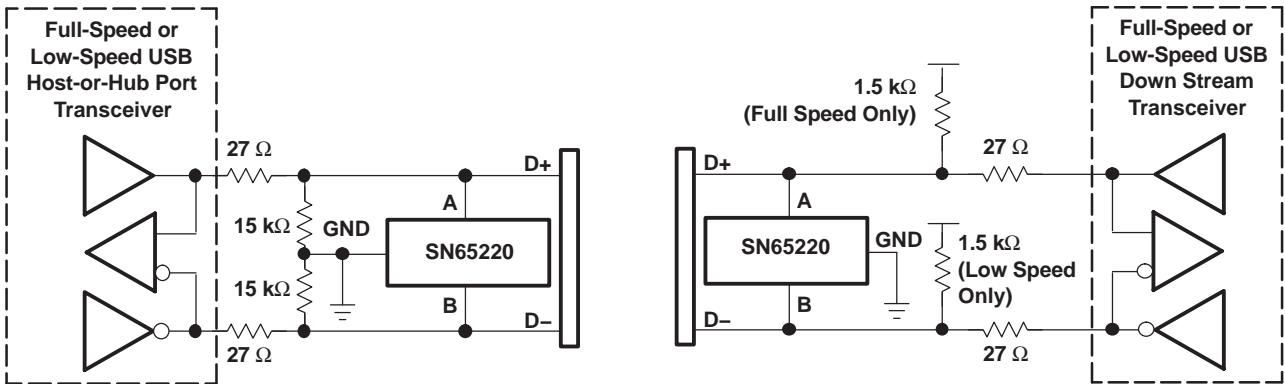 Full-Speed or
Low-Speed USB
Host-or-Hub Port
Transceiver
27 Ω
D+
A
15 kΩ
GND
SN65220
15 kΩ
B
D–
27 Ω
Full-Speed or
Low-Speed USB
Down Stream
Transceiver
1.5 kΩ
(Full Speed Only)
27 Ω
D+
A
SN65220
GND
1.5 kΩ
(Low Speed
Only)
B
D–
27 Ω